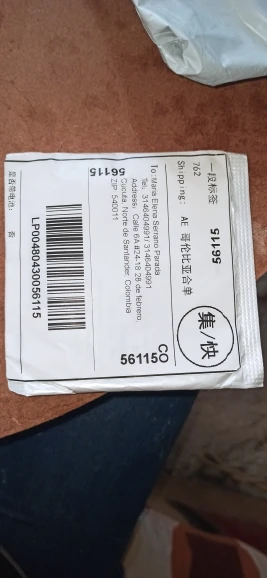 一段标签
762
56115
Shipping: AE 哥伦比亚合单
集/快
To: Maria Elena Serrano Parada
Tel: 3146404991/ 3146404991
Address: Calle 6A #24-18 28 de febrero
Cucuta, Norte de Santander, Colombia
ZIP: 540011
56115
CO
56115
LP00480430056115
是否带电池: 否